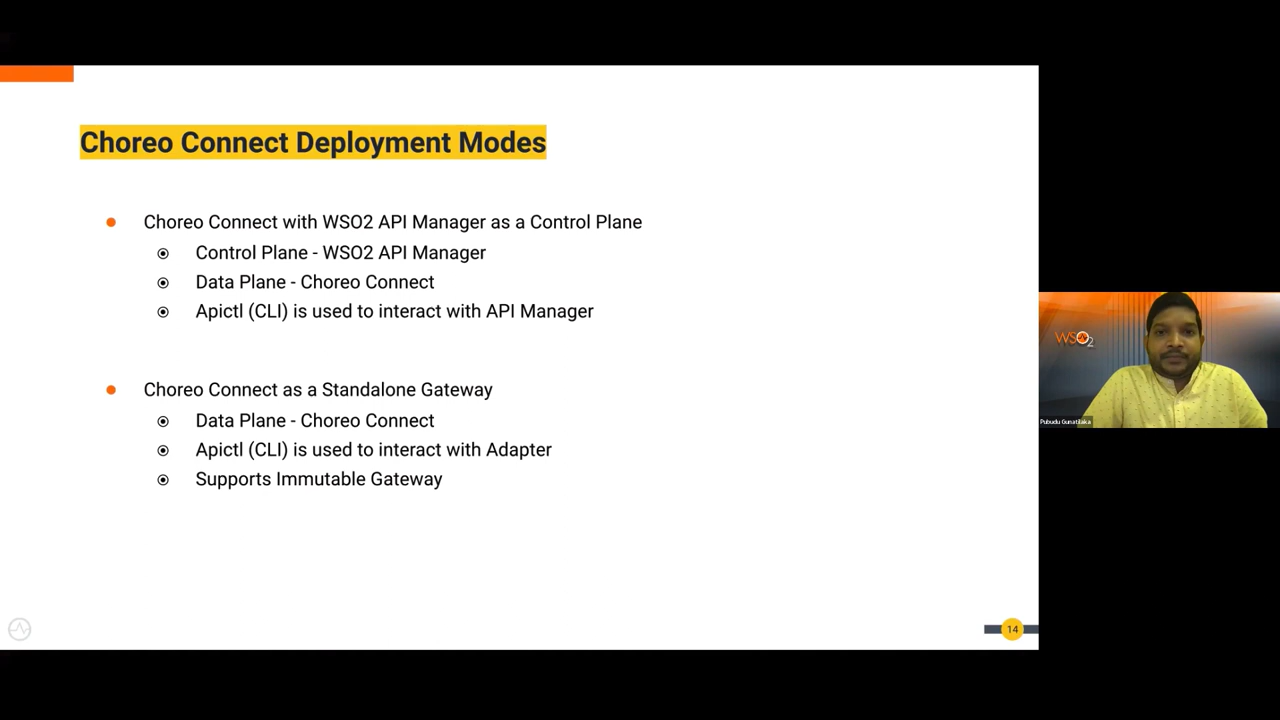 Choreo Connect Deployment Modes
Choreo Connect with WSO2 API Manager as a Control Plane
Control Plane - WSO2 API Manager
Data Plane - Choreo Connect
Apictl (CLI) is used to interact with API Manager
Choreo Connect as a Standalone Gateway
Data Plane - Choreo Connect
Apictl (CLI) is used to interact with Adapter
Supports Immutable Gateway
14
WSO2
Pubudu Gunatilaka